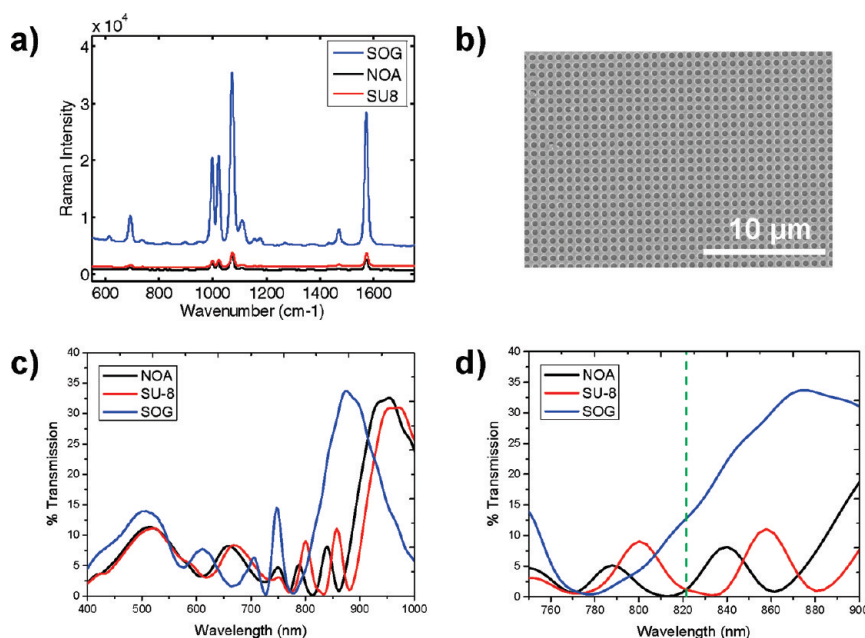 a)
x 10^4
4
3
2
1
0
Raman Intensity
SOG
NOA
SU8
600 800 1000 1200 1400 1600
Wavenumber (cm-1)
b)
10 µm
c)
40
35
30
25
20
15
10
5
0
% Transmission
NOA
SU-8
SOG
400 500 600 700 800 900 1000
Wavelength (nm)
d)
40
35
30
25
20
15
10
5
0
% Transmission
NOA
SU-8
SOG
760 780 800 820 840 860 880 900
Wavelength (nm)